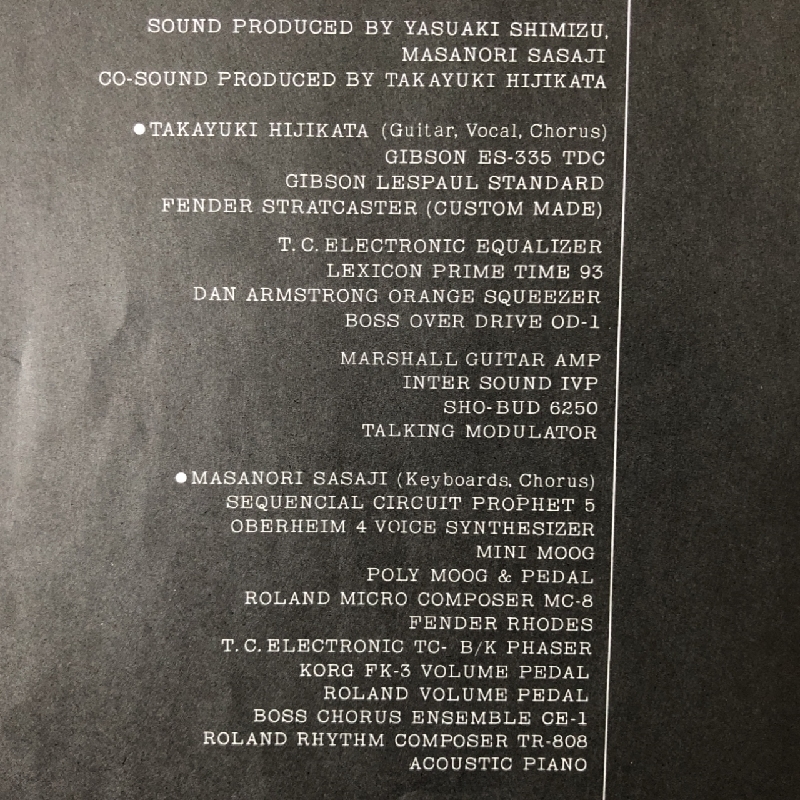 SOUND PRODUCED BY YASUAKI SHIMIZU,
MASANORI SASAJI
CO-SOUND PRODUCED BY TAKAYUKI HIJIKATA
●TAKAYUKI HIJIKATA (Guitar, Vocal, Chorus)
GIBSON ES-335 TDC
GIBSON LESPAUL STANDARD
FENDER STRATCASTER (CUSTOM MADE)
T.C.ELECTRONIC EQUALIZER
LEXICON PRIME TIME 93
DAN ARMSTRONG ORANGE SQUEEZER
BOSS OVER DRIVE OD-1
MARSHALL GUITAR AMP
INTER SOUND IVP
SHO-BUD 6250
TALKING MODULATOR
●MASANORI SASAJI (Keyboards, Chorus)
SEQUENCIAL CIRCUIT PROPHET 5
OBERHEIM 4 VOICE SYNTHESIZER
MINI MOOG
POLY MOOG & PEDAL
ROLAND MICRO COMPOSER MC-8
FENDER RHODES
T.C.ELECTRONIC TC- B/K PHASER
KORG FK-3 VOLUME PEDAL
ROLAND VOLUME PEDAL
BOSS CHORUS ENSEMBLE CE-1
ROLAND RHYTHM COMPOSER TR-808
ACOUSTIC PIANO